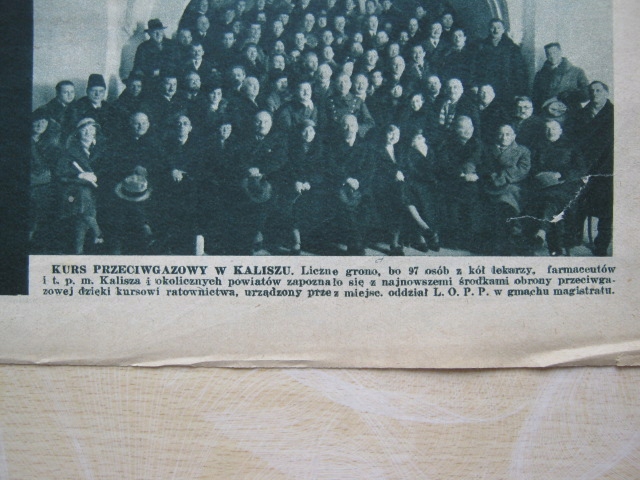 KURS PRZECIWGAZOWY W KALISZU. Liczne grono, bo 97 osób z kół lekarzy, farmaceutów
i t. p. m. Kalisza i okolicznych powiatów zapoznało się z najnowszemi środkami obrony przeciwga-
zowej dzięki kursowi ratownictwa, urządzony przez miejsc. oddział L. O. P. P. w gmachu magistratu.